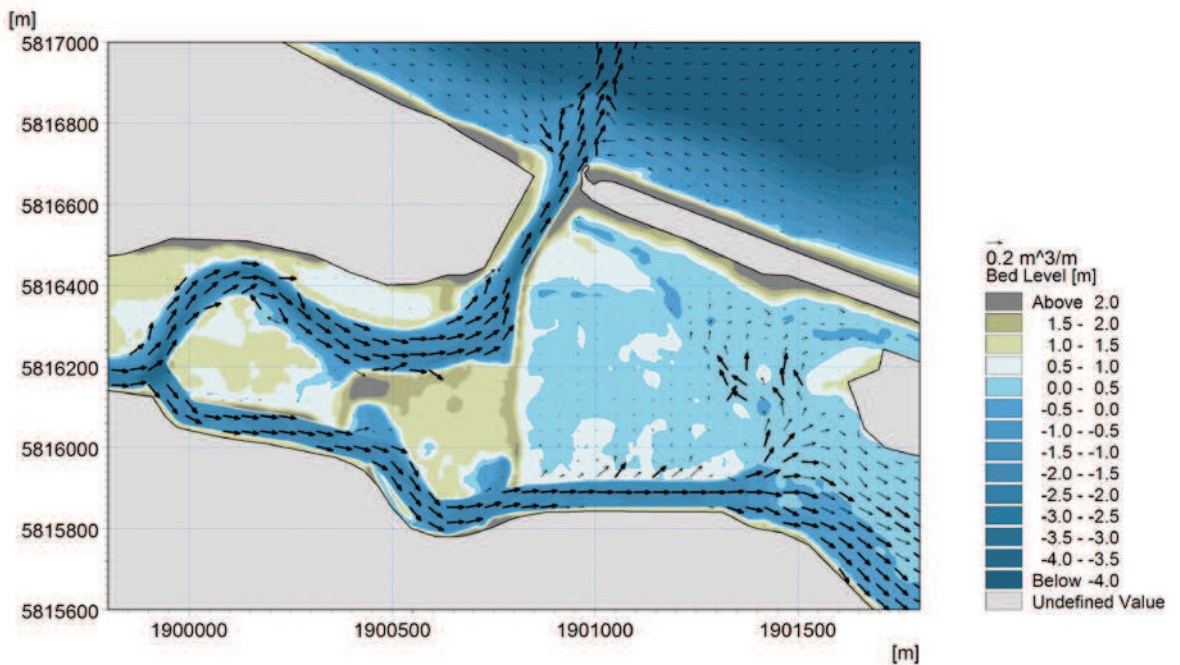 [m]
5817000
5816800
5816600
5816400
5816200
5816000
5815800
5815600
1900000 1900500 1901000 1901500
[m]
0.2 m^3/m
Bed Level [m]
Above 2.0
1.5 - 2.0
1.0 - 1.5
0.5 - 1.0
0.0 - 0.5
-0.5 - 0.0
-1.0 - -0.5
-1.5 - -1.0
-2.0 - -1.5
-2.5 - -2.0
-3.0 - -2.5
-3.5 - -3.0
-4.0 - -3.5
Below -4.0
Undefined Value